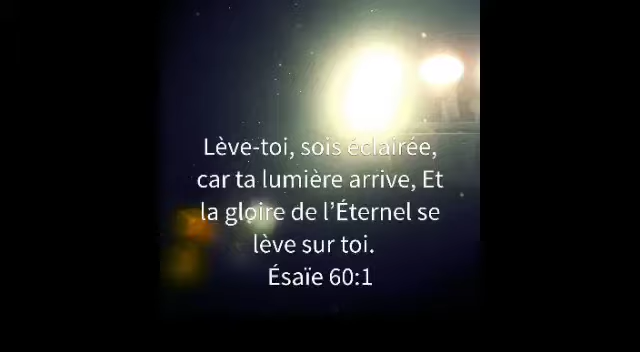 Lève-toi, sois éclairée,
car ta lumière arrive, Et
la gloire de l’Éternel se
lève sur toi.
Ésaïe 60:1